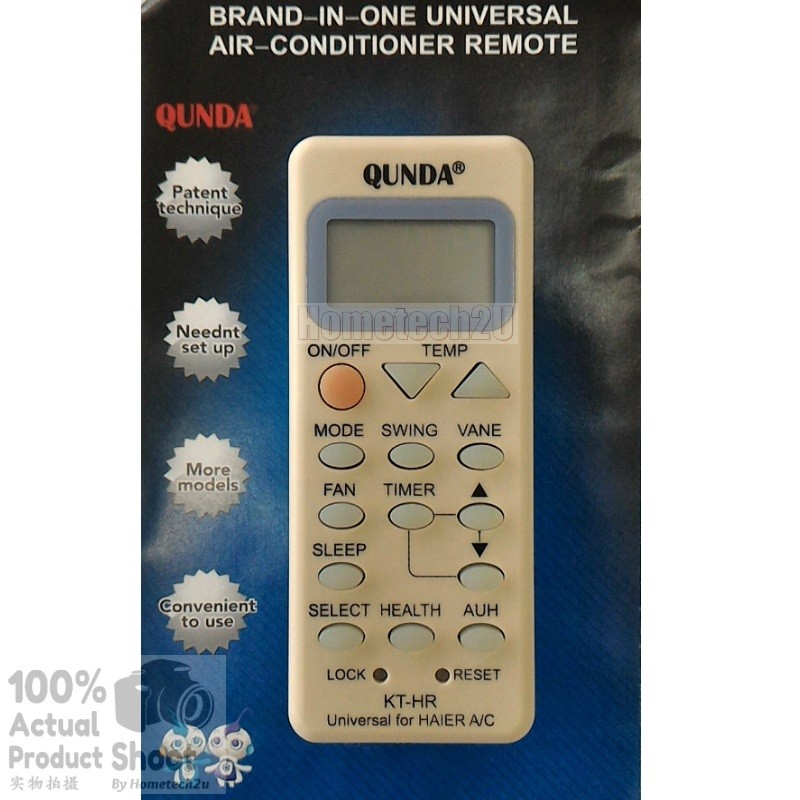 BRAND-IN-ONE UNIVERSAL
AIR-CONDITIONER REMOTE
QUNDA
QUNDA®
Patent
technique
Neednt
set up
More
models
Convenient
to use
Hometech2U
ON/OFF TEMP
MODE SWING VANE
FAN TIMER ▲
▼
SLEEP
SELECT HEALTH AUH
LOCK RESET
KT-HR
Universal for HAIER A/C
100%
Actual
Product Shoot
实物拍摄 By Hometech2u